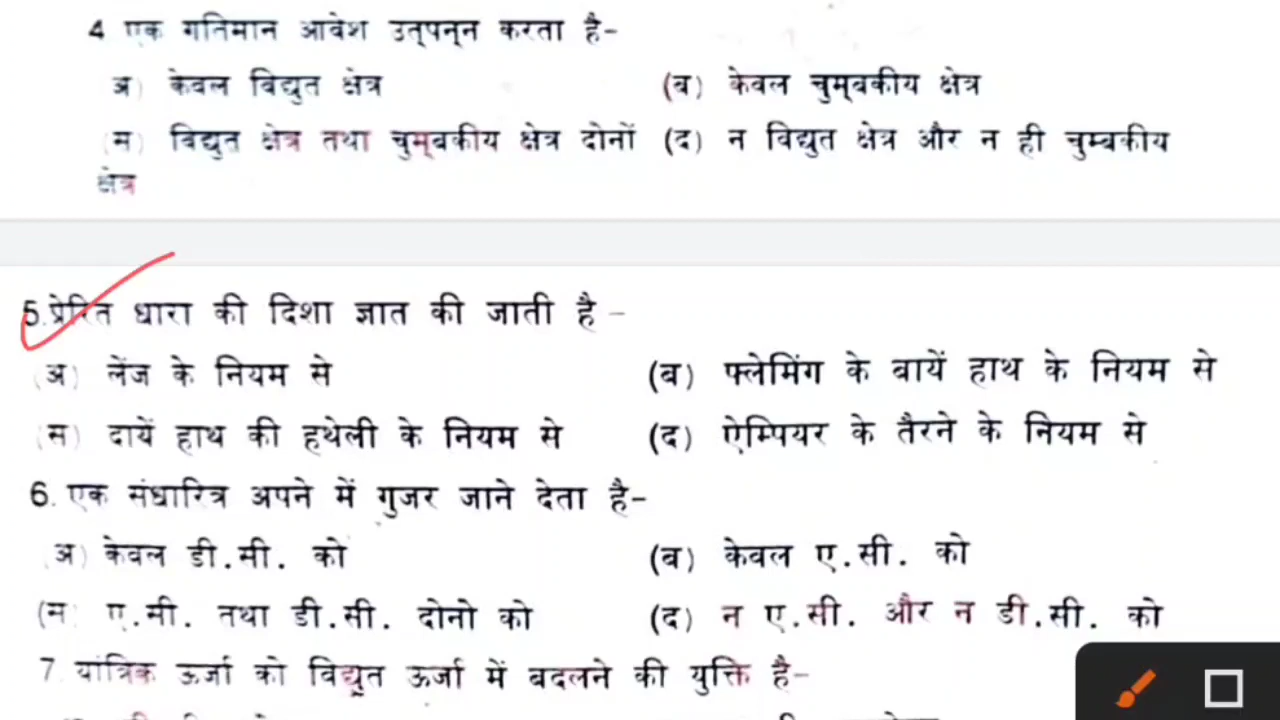 4 एक गतिमान आवेश उत्पन्न करता है-
अ) केवल विद्युत क्षेत्र (ब) केवल चुम्बकीय क्षेत्र
(स) विद्युत क्षेत्र तथा चुम्बकीय क्षेत्र दोनों (द) न विद्युत क्षेत्र और न ही चुम्बकीय
क्षेत्र
5. प्रेरित धारा की दिशा ज्ञात की जाती है -
(अ) लेंज के नियम से (ब) फ्लेमिंग के बायें हाथ के नियम से
(स) दायें हाथ की हथेली के नियम से (द) ऐम्पियर के तैरने के नियम से
6. एक संधारित्र अपने में गुजर जाने देता है-
(अ) केवल डी.सी. को (ब) केवल ए.सी. को
(स) ए.सी. तथा डी.सी. दोनो को (द) न ए.सी. और न डी.सी. को
7. यांत्रिक ऊर्जा को विद्युत ऊर्जा में बदलने की युक्ति है-